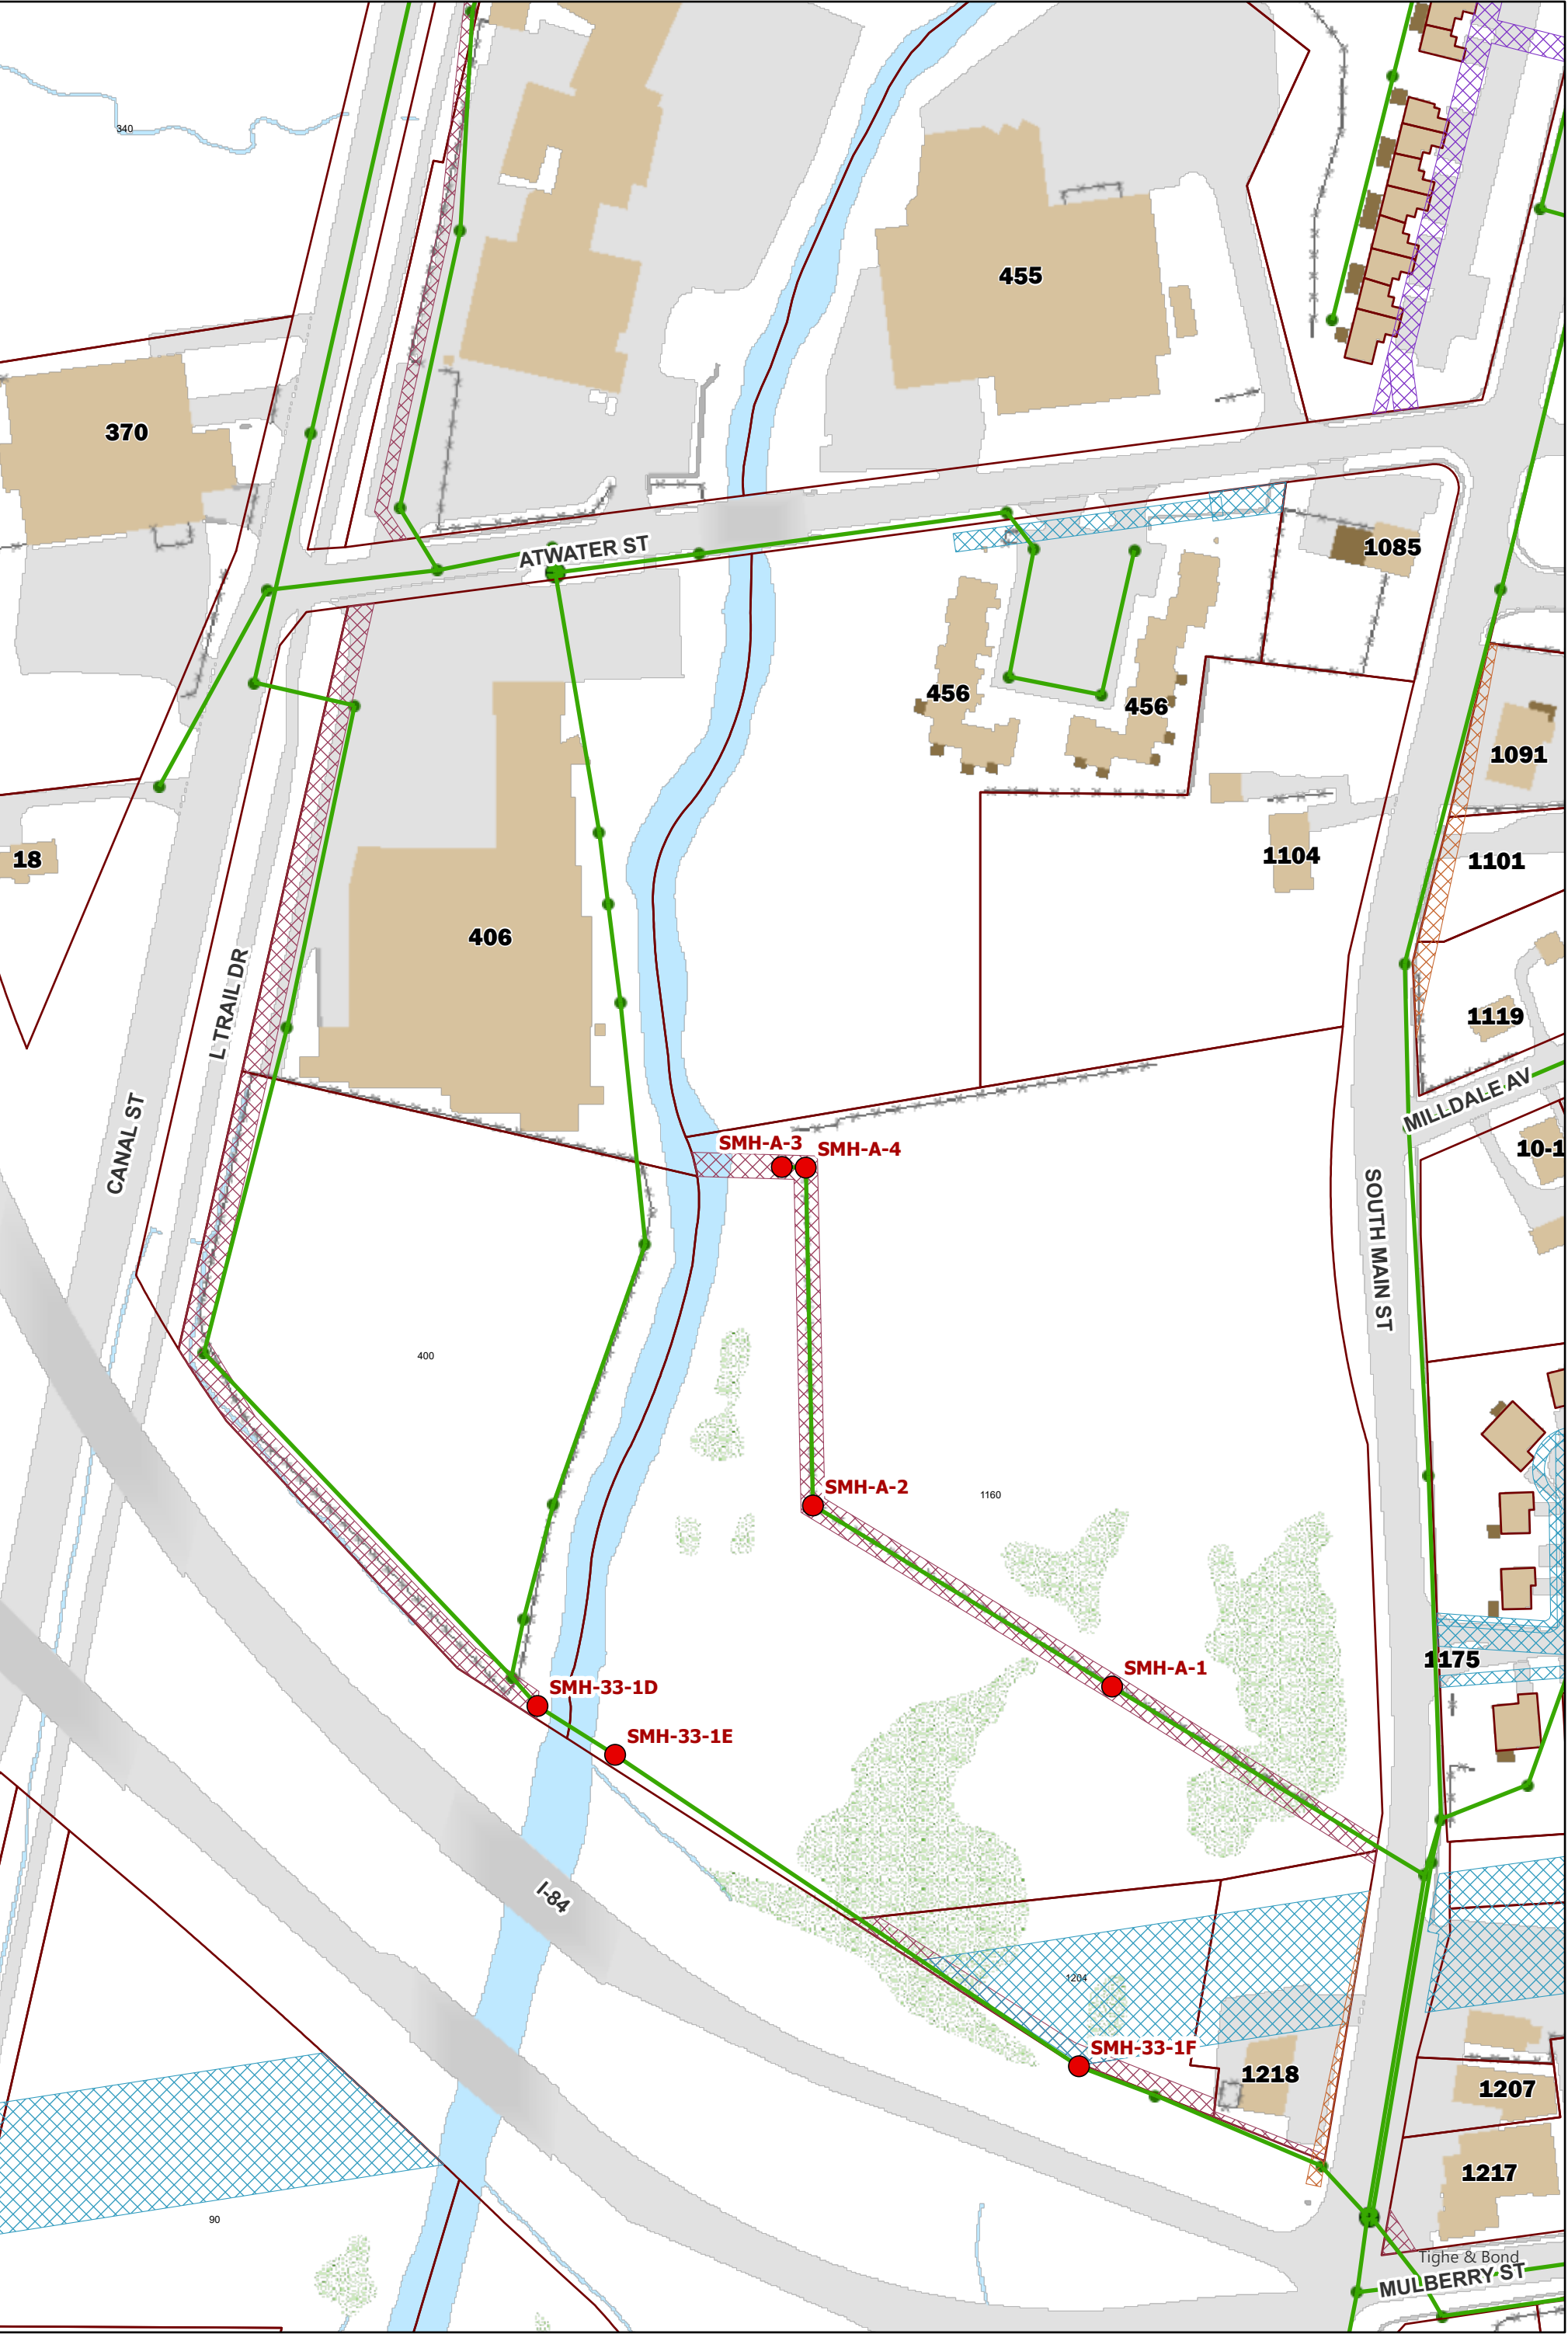 340
455
370
ATWATER ST
1085
456
456
1091
18
1104
1101
406
L TRAIL DR
1119
MILLDALE AV
CANAL ST
SMH-A-3
SMH-A-4
10-1
SOUTH MAIN ST
400
SMH-A-2
1160
1175
SMH-A-1
SMH-33-1D
SMH-33-1E
I-84
1204
SMH-33-1F
1218
1207
1217
90
Tighe & Bond
MULBERRY ST